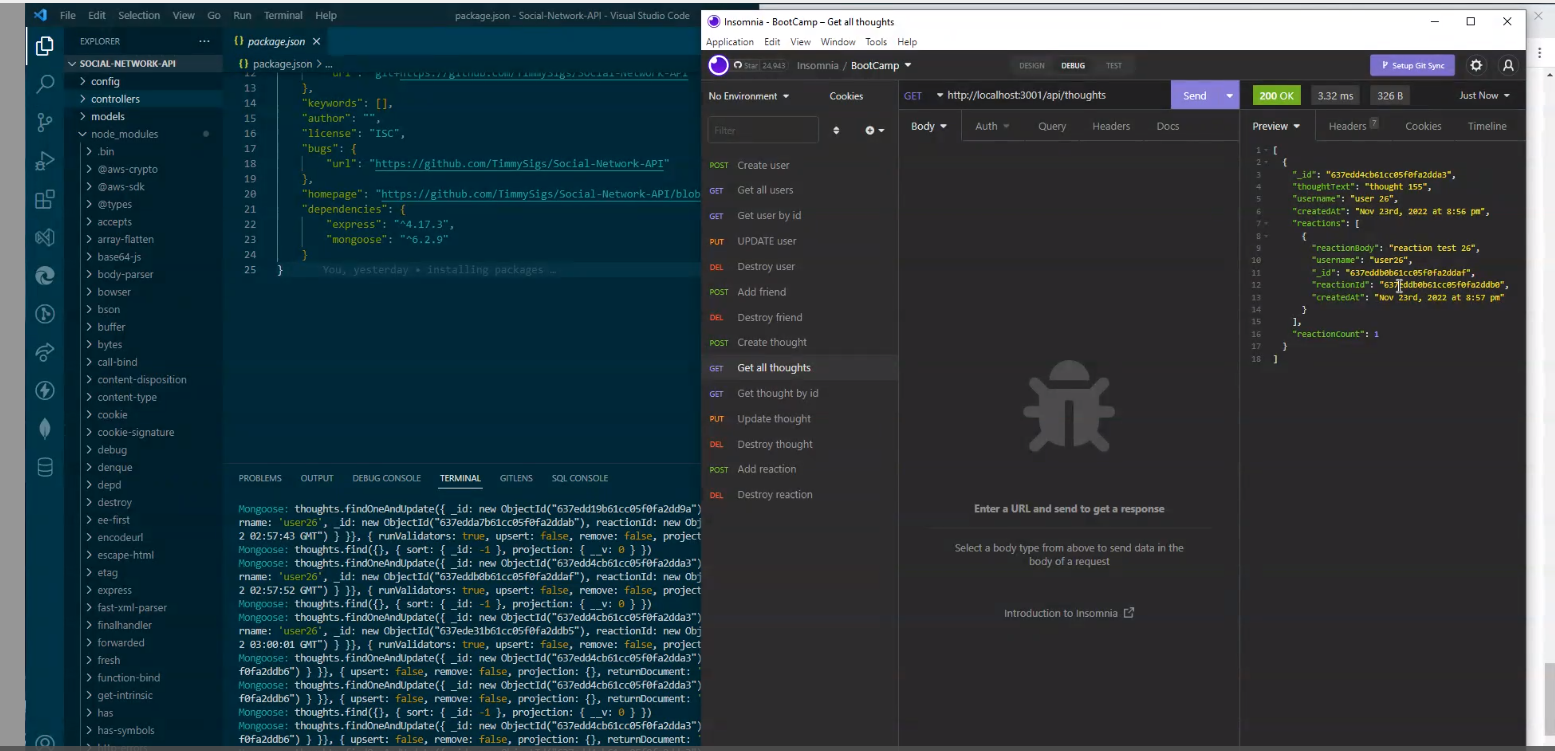 File Edit Selection View Go Run Terminal Help
package.json - Social-Network-API - Visual Studio Code
EXPLORER ...
SOCIAL-NETWORK-API
config
controllers
models
node_modules
.bin
@aws-crypto
@aws-sdk
@types
accepts
array-flatten
base64-js
body-parser
bowser
bson
buffer
bytes
call-bind
content-disposition
content-type
cookie
cookie-signature
debug
denque
depd
destroy
ee-first
encodeurl
escape-html
etag
express
fast-xml-parser
finalhandler
forwarded
fresh
function-bind
get-intrinsic
has
has-symbols
{} package.json ×
{} package.json > ...
12 "url": "git+https://github.com/TimmySigs/Social-Network-API
13 },
14 "keywords": [],
15 "author": "",
16 "license": "ISC",
17 "bugs": {
18 "url": "https://github.com/TimmySigs/Social-Network-API"
19 },
20 "homepage": "https://github.com/TimmySigs/Social-Network-API/blob
21 "dependencies": {
22 "express": "^4.17.3",
23 "mongoose": "^6.2.9"
24 }
25 } You, yesterday • installing packages …
PROBLEMS OUTPUT DEBUG CONSOLE TERMINAL GITLENS SQL CONSOLE
Mongoose: thoughts.findOneAndUpdate({ _id: new ObjectId("637edd19b61cc05f0fa2dd9a")
rname: 'user26', _id: new ObjectId("637edda7b61cc05f0fa2ddab"), reactionId: new Obj
2 02:57:43 GMT") } }}, { runValidators: true, upsert: false, remove: false, project
Mongoose: thoughts.find({}, { sort: { _id: -1 }, projection: { __v: 0 } })
Mongoose: thoughts.findOneAndUpdate({ _id: new ObjectId("637edd4cb61cc05f0fa2dda3")
rname: 'user26', _id: new ObjectId("637eddb0b61cc05f0fa2ddaf"), reactionId: new Obj
2 02:57:52 GMT") } }}, { runValidators: true, upsert: false, remove: false, project
Mongoose: thoughts.find({}, { sort: { _id: -1 }, projection: { __v: 0 } })
Mongoose: thoughts.findOneAndUpdate({ _id: new ObjectId("637edd4cb61cc05f0fa2dda3")
rname: 'user26', _id: new ObjectId("637ede31b61cc05f0fa2ddb5"), reactionId: new Obj
2 03:00:01 GMT") } }}, { runValidators: true, upsert: false, remove: false, project
Mongoose: thoughts.findOneAndUpdate({ _id: new ObjectId("637edd4cb61cc05f0fa2dda3")
f0fa2ddb6") } }}, { upsert: false, remove: false, projection: {}, returnDocument: '
Mongoose: thoughts.findOneAndUpdate({ _id: new ObjectId("637edd4cb61cc05f0fa2dda3")
f0fa2ddb6") } }}, { upsert: false, remove: false, projection: {}, returnDocument: '
Mongoose: thoughts.find({}, { sort: { _id: -1 }, projection: { __v: 0 } })
Mongoose: thoughts.findOneAndUpdate({ _id: new ObjectId("637edd4cb61cc05f0fa2dda3")
f0fa2ddb6") } }}, { upsert: false, remove: false, projection: {}, returnDocument: '
Insomnia - BootCamp – Get all thoughts
Application Edit View Window Tools Help
Star 24,943 Insomnia / BootCamp
DESIGN DEBUG TEST
Setup Git Sync
No Environment Cookies
Filter
POST Create user
GET Get all users
GET Get user by id
PUT UPDATE user
DEL Destroy user
POST Add friend
DEL Destroy friend
POST Create thought
GET Get all thoughts
GET Get thought by id
PUT Update thought
DEL Destroy thought
POST Add reaction
DEL Destroy reaction
GET http://localhost:3001/api/thoughts Send
Body Auth Query Headers Docs
Enter a URL and send to get a response
Select a body type from above to send data in the
body of a request
Introduction to Insomnia
200 OK 3.32 ms 326 B Just Now
Preview Headers 7 Cookies Timeline
1 [
2 {
3 "_id": "637edd4cb61cc05f0fa2dda3",
4 "thoughtText": "thought 155",
5 "username": "user 26",
6 "createdAt": "Nov 23rd, 2022 at 8:56 pm",
7 "reactions": [
8 {
9 "reactionBody": "reaction test 26",
10 "username": "user26",
11 "_id": "637eddb0b61cc05f0fa2ddaf",
12 "reactionId": "637eddb0b61cc05f0fa2ddb0",
13 "createdAt": "Nov 23rd, 2022 at 8:57 pm"
14 }
15 ],
16 "reactionCount": 1
17 }
18 ]